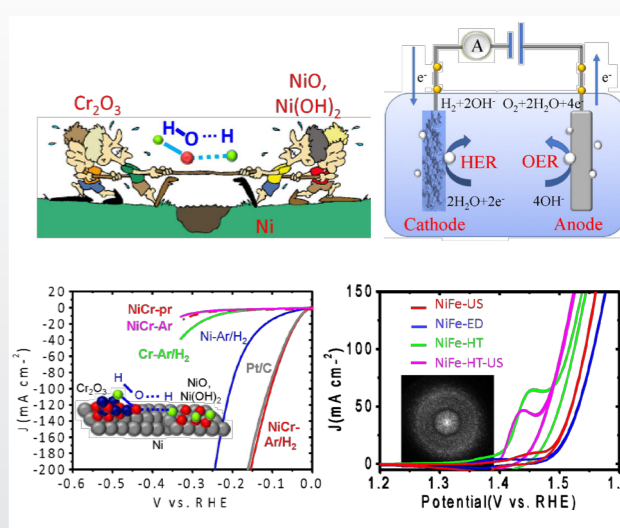 Cr₂O₃
NiO,
Ni(OH)₂
H
O
H
Ni
A
e⁻
e⁻
H₂+2OH⁻
O₂+2H₂O+4e⁻
HER
OER
2H₂O+2e⁻
4OH⁻
Cathode
Anode
J(mA cm⁻²)
20
0
-20
-40
-60
-80
-100
-120
-140
-160
-180
-200
NiCr-pr
NiCr-Ar
Cr-Ar/H₂
Ni-Ar/H₂
Pt/C
NiCr-
Ar/H₂
H
O
H
Cr₂O₃
NiO,
Ni(OH)₂
Ni
-0.6 -0.5 -0.4 -0.3 -0.2 -0.1 0.0
V vs. RHE
J(mA cm⁻²)
150
100
50
0
NiFe-US
NiFe-ED
NiFe-HT
NiFe-HT-US
1.2 1.3 1.4 1.5
Potential(V vs. RHE)